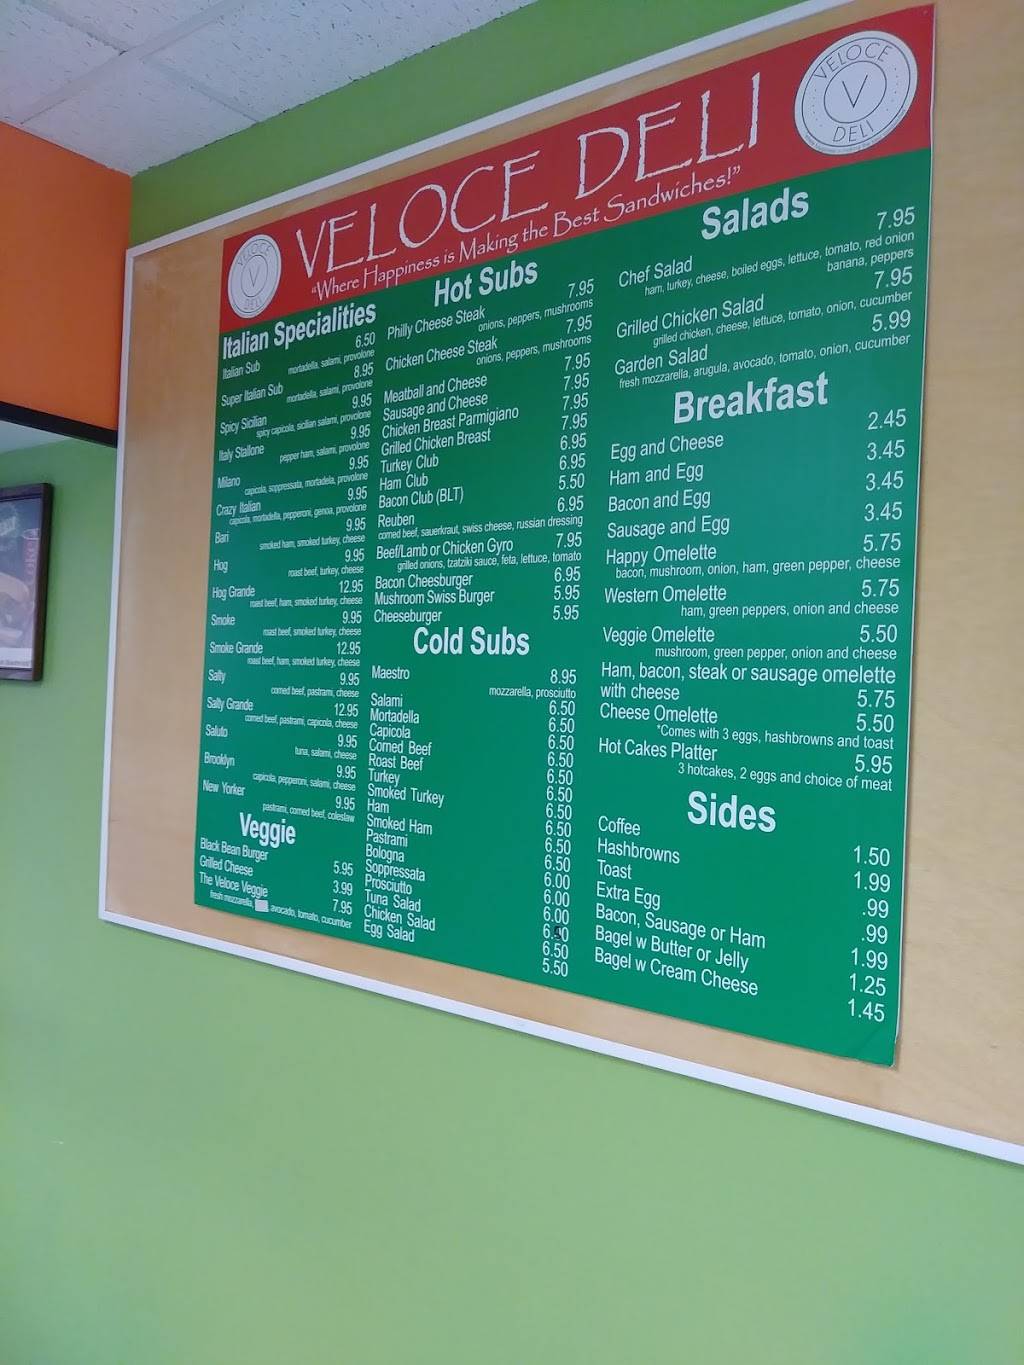 VELOCE DELI
"Where Happiness is Making the Best Sandwiches!"
VELOCE
V
DELI
VELOCE
V
DELI
Italian Specialities
Italian Sub 6.50
mortadella, salami, provolone
Super Italian Sub 8.95
mortadella, salami, provolone
Spicy Sicilian 9.95
spicy capicola, sicilian salami, provolone
Italy Stallone 9.95
pepper ham, salami, provolone
Milano 9.95
capicola, soppressata, mortadela, provolone
Crazy Italian 9.95
capicola, mortadella, pepperoni, genoa, provolone
Bari 9.95
smoked ham, smoked turkey, cheese
Hog 9.95
roast beef, turkey, cheese
Hog Grande 12.95
roast beef, ham, smoked turkey, cheese
Smoke 9.95
roast beef, smoked turkey, cheese
Smoke Grande 12.95
roast beef, ham, smoked turkey, cheese
Salty 9.95
corned beef, pastrami, cheese
Salty Grande 12.95
corned beef, pastrami, capicola, cheese
Saluto 9.95
tuna, salami, cheese
Brooklyn 9.95
capicola, pepperoni, salami, cheese
New Yorker 9.95
pastrami, corned beef, coleslaw
Veggie
Black Bean Burger 5.95
Grilled Cheese 3.99
The Veloce Veggie 7.95
fresh mozzarella, avocado, tomato, cucumber
Hot Subs
Philly Cheese Steak 7.95
onions, peppers, mushrooms
Chicken Cheese Steak 7.95
onions, peppers, mushrooms
Meatball and Cheese 7.95
Sausage and Cheese 7.95
Chicken Breast Parmigiano 7.95
Grilled Chicken Breast 7.95
Turkey Club 6.95
Ham Club 6.95
Bacon Club (BLT) 5.50
Reuben 6.95
corned beef, sauerkraut, swiss cheese, russian dressing
Beef/Lamb or Chicken Gyro 7.95
grilled onions, tzatziki sauce, feta, lettuce, tomato
Bacon Cheesburger 6.95
Mushroom Swiss Burger 5.95
Cheeseburger 5.95
Cold Subs
Maestro 8.95
mozzarella, prosciutto
Salami 6.50
Mortadella 6.50
Capicola 6.50
Corned Beef 6.50
Roast Beef 6.50
Turkey 6.50
Smoked Turkey 6.50
Ham 6.50
Smoked Ham 6.50
Pastrami 6.50
Bologna 6.00
Soppressata 6.00
Prosciutto 6.00
Tuna Salad
Chicken Salad 6.50
Egg Salad 5.50
Salads
Chef Salad 7.95
ham, turkey, cheese, boiled eggs, lettuce, tomato, red onion
banana, peppers
Grilled Chicken Salad 7.95
grilled chicken, cheese, lettuce, tomato, onion, cucumber
Garden Salad 5.99
fresh mozzarella, arugula, avocado, tomato, onion, cucumber
Breakfast
Egg and Cheese 2.45
Ham and Egg 3.45
Bacon and Egg 3.45
Sausage and Egg 3.45
Happy Omelette 5.75
bacon, mushroom, onion, ham, green pepper, cheese
Western Omelette 5.75
ham, green peppers, onion and cheese
Veggie Omelette 5.50
mushroom, green pepper, onion and cheese
Ham, bacon, steak or sausage omelette
with cheese 5.75
Cheese Omelette 5.50
*Comes with 3 eggs, hashbrowns and toast
Hot Cakes Platter 5.95
3 hotcakes, 2 eggs and choice of meat
Sides
Coffee 1.50
Hashbrowns 1.99
Toast .99
Extra Egg .99
Bacon, Sausage or Ham 1.99
Bagel w Butter or Jelly 1.25
Bagel w Cream Cheese 1.45